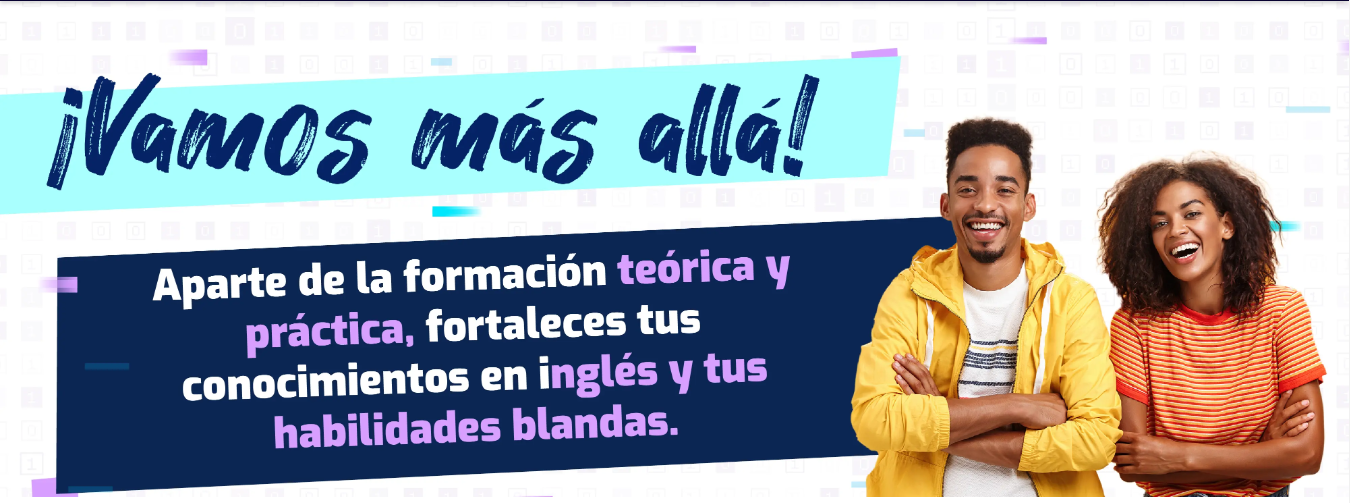 ¡Vamos más allá!
Aparte de la formación teórica y
práctica, fortaleces tus
conocimientos en inglés y tus
habilidades blandas.